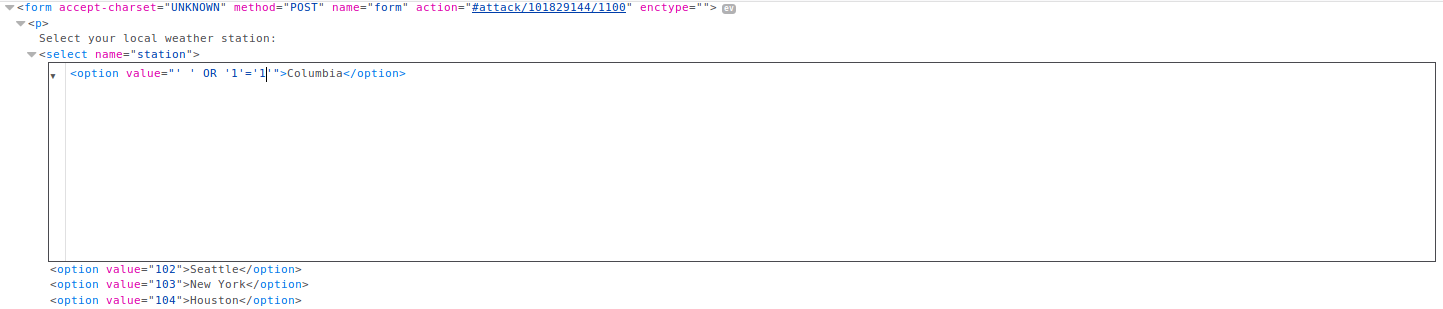 <form accept-charset="UNKNOWN" method="POST" name="form" action="#attack/101829144/1100" enctype=""> ev
<p>
Select your local weather station:
<select name="station">
<option value="' ' OR '1'='1'">Columbia</option>
<option value="102">Seattle</option>
<option value="103">New York</option>
<option value="104">Houston</option>